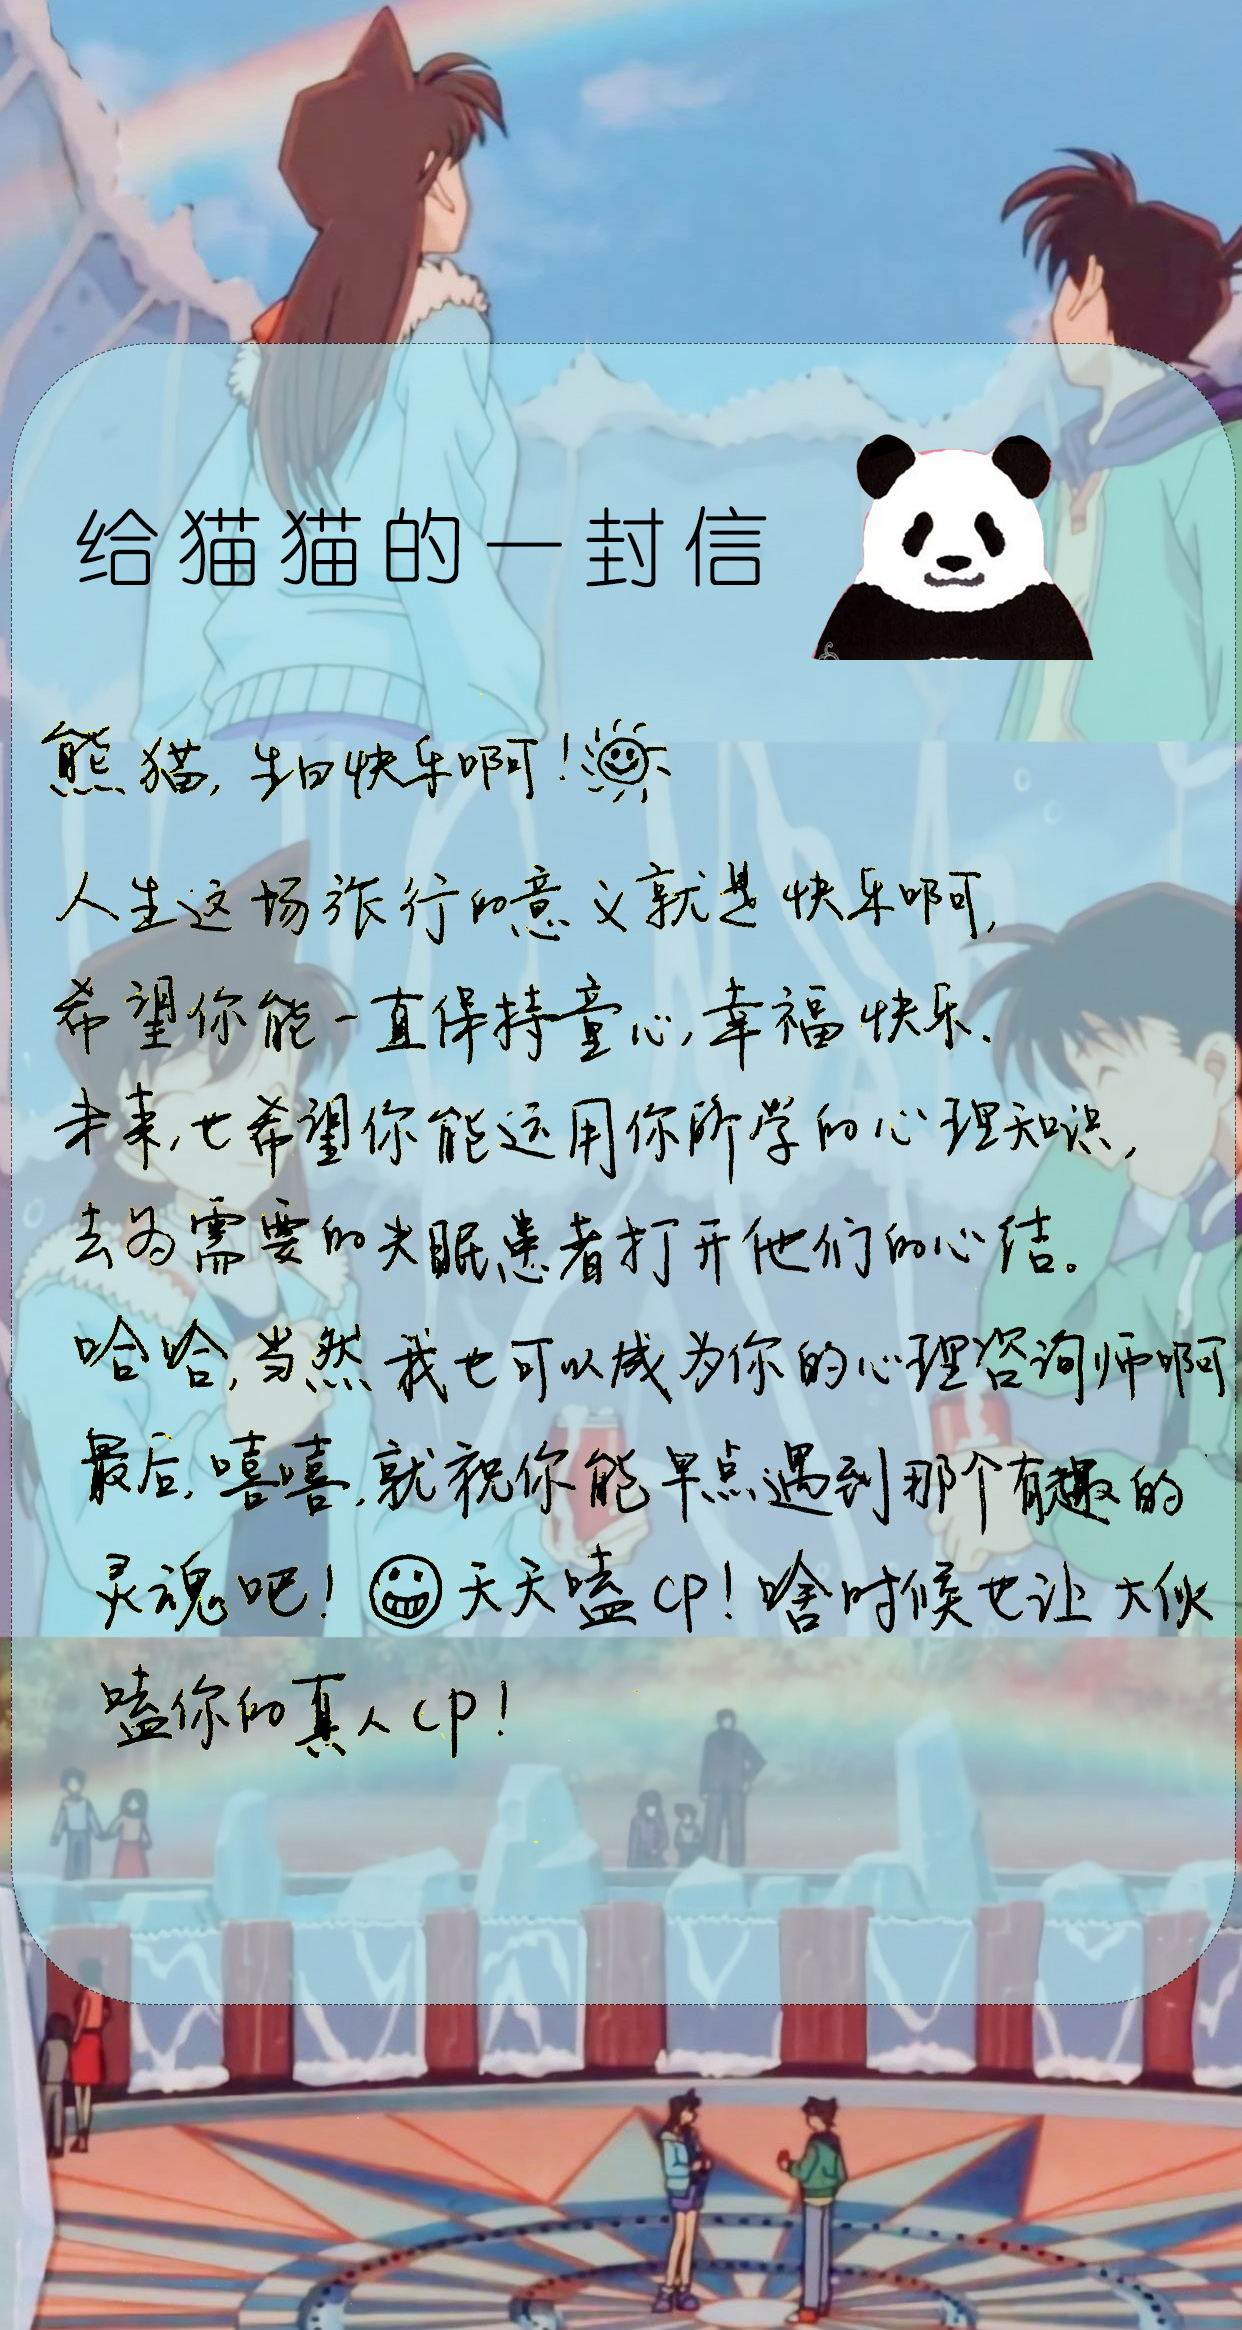 给猫猫的一封信
熊猫,生日快乐啊!
人生这场旅行的意义就是快乐啊,
希望你能一直保持童心,幸福快乐.
未来,也希望你能运用你所学的心理知识,
去为需要的失眠患者打开他们的心结。
哈哈,当然我也可以成为你的心理咨询师啊
最后,嘻嘻,就祝你能早点遇到那个有趣的
灵魂吧!天天嗑CP!啥时候也让大伙
嗑你的真人CP!